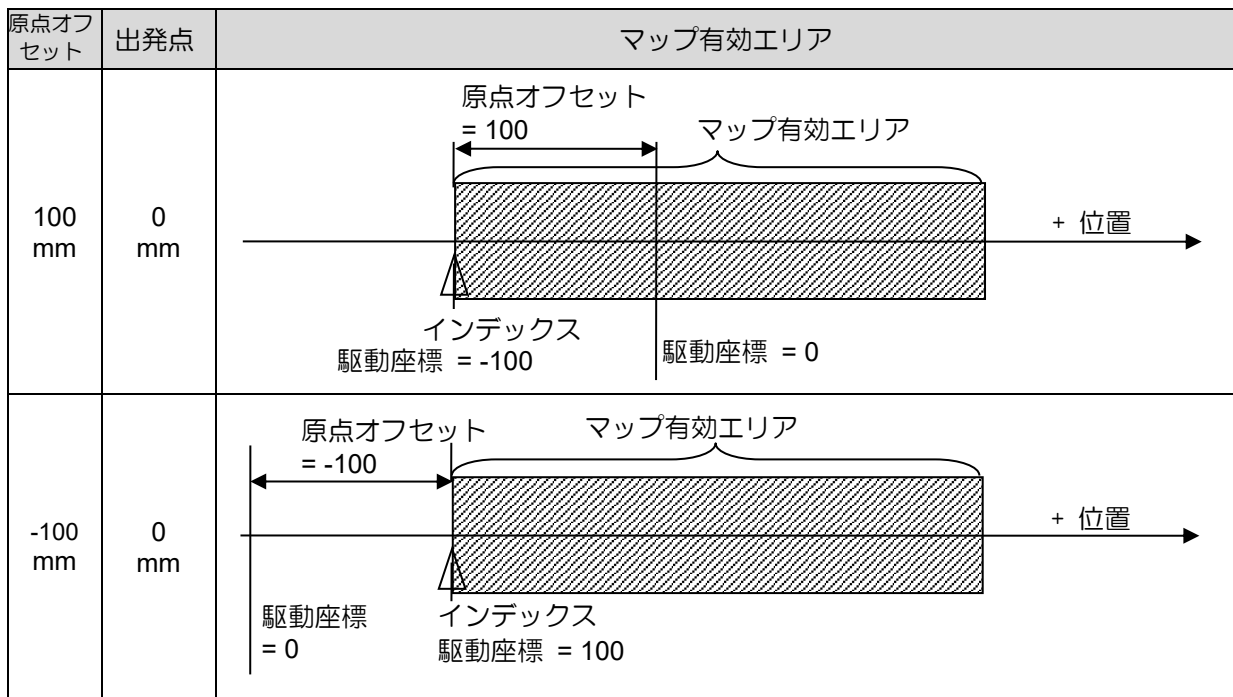 原点オフ
セット
出発点
マップ有効エリア
100
mm
0
mm
原点オフセット
= 100
マップ有効エリア
+ 位置
インデックス
駆動座標 = -100
駆動座標 = 0
-100
mm
0
mm
原点オフセット
= -100
マップ有効エリア
+ 位置
駆動座標
= 0
インデックス
駆動座標 = 100